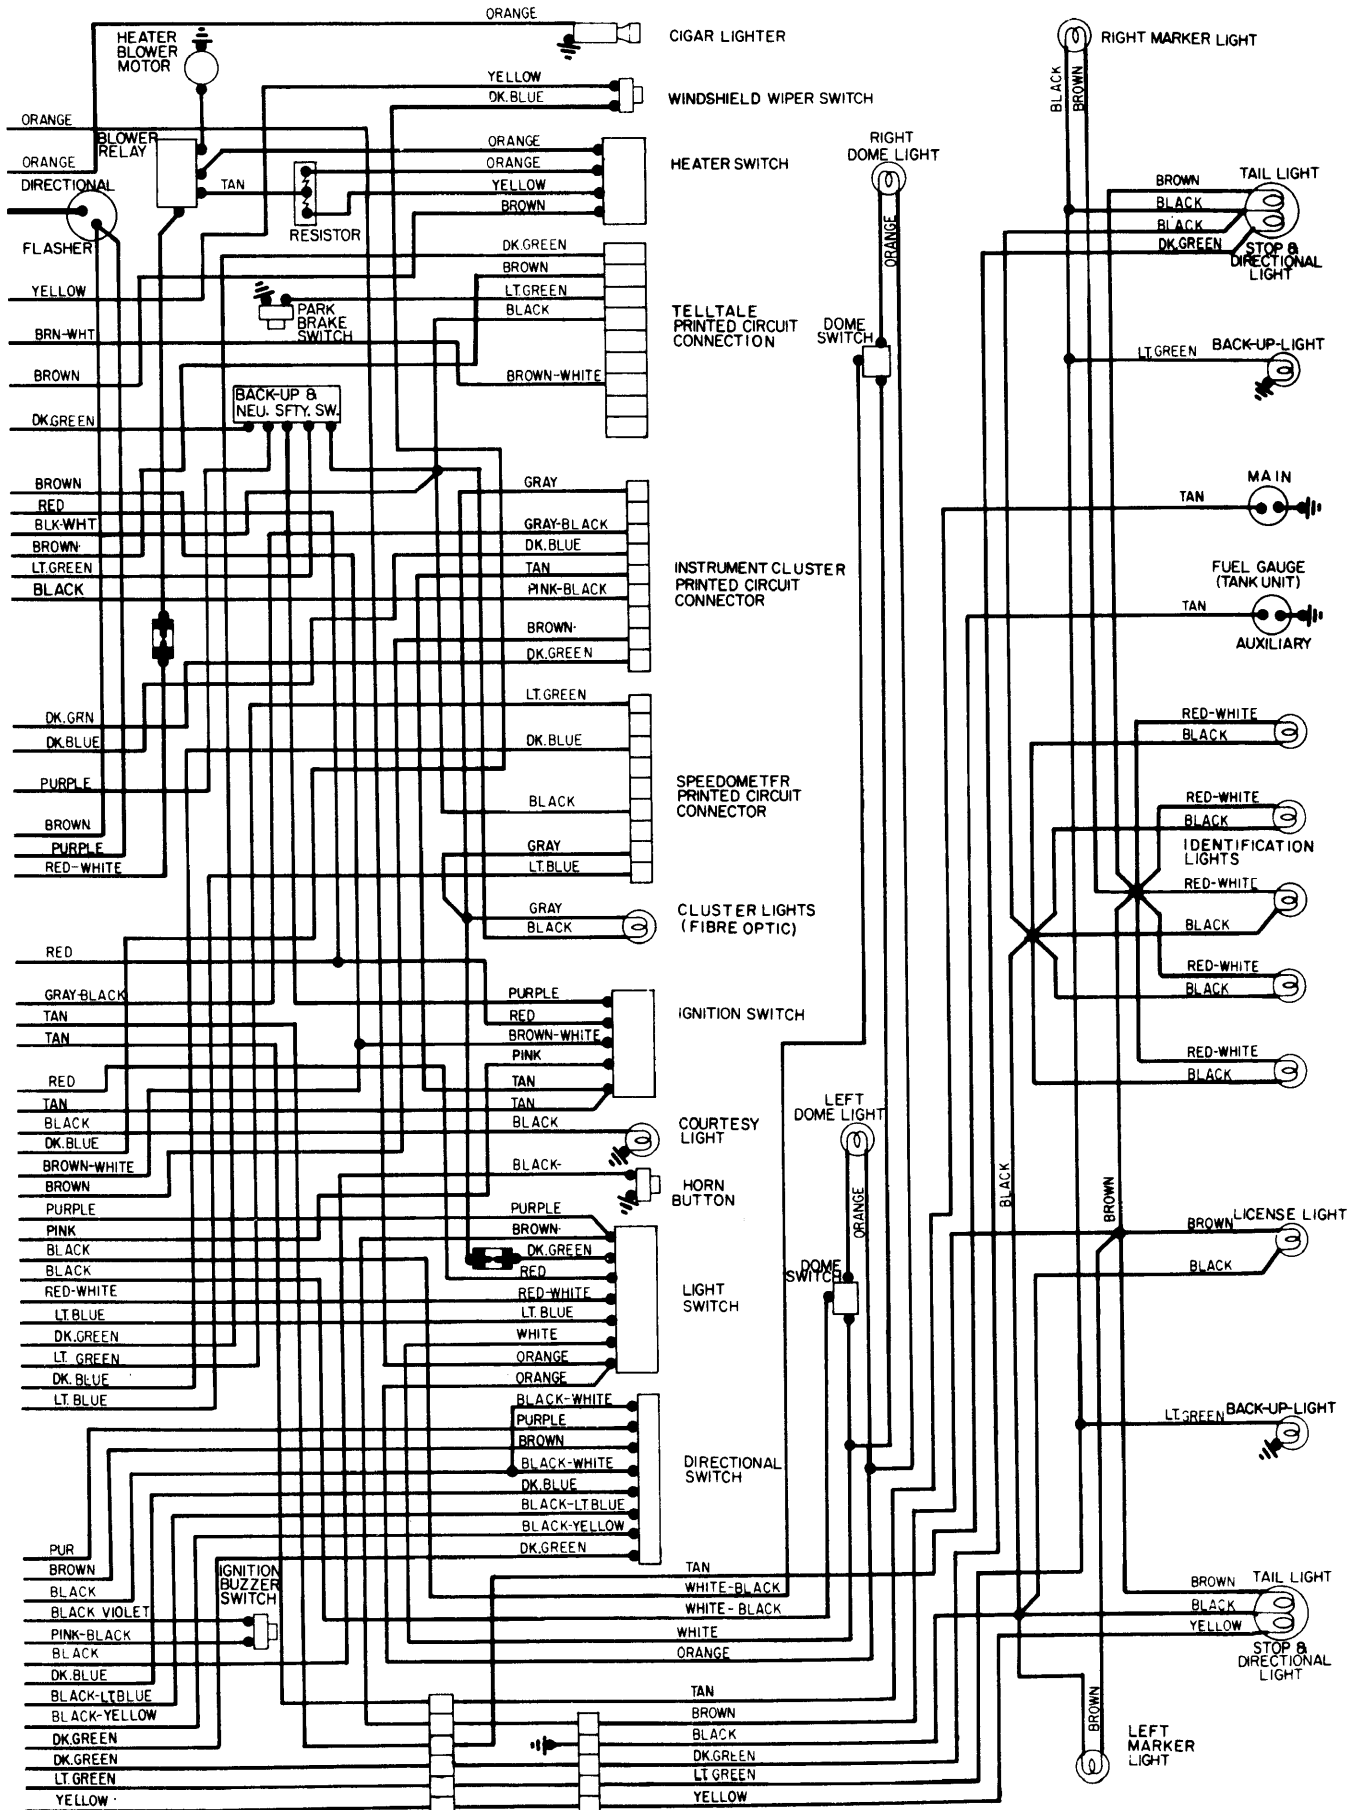 ORANGE
HEATER
BLOWER
MOTOR
CIGAR LIGHTER
RIGHT MARKER LIGHT
BLACK
BROWN
YELLOW
DK.BLUE
WINDSHIELD WIPER SWITCH
ORANGE
BLOWER
RELAY
ORANGE
DIRECTIONAL
FLASHER
TAN
RESISTOR
ORANGE
ORANGE
YELLOW
BROWN
HEATER SWITCH
RIGHT
DOME LIGHT
ORANGE
BROWN
BLACK
BLACK
DK.GREEN
TAIL LIGHT
STOP &
DIRECTIONAL
LIGHT
DK.GREEN
BROWN
LT.GREEN
BLACK
BROWN-WHITE
TELLTALE
PRINTED CIRCUIT
CONNECTION
YELLOW
PARK
BRAKE
SWITCH
BRN-WHT
BROWN
DOME
SWITCH
LT.GREEN
BACK-UP-LIGHT
BACK-UP &
NEU. SFTY. SW.
DK.GREEN
BROWN
RED
BLK-WHT
BROWN
LT.GREEN
BLACK
GRAY
GRAY-BLACK
DK.BLUE
TAN
PINK-BLACK
BROWN
DK.GREEN
INSTRUMENT CLUSTER
PRINTED CIRCUIT
CONNECTOR
TAN
MAIN
FUEL GAUGE
(TANK UNIT)
TAN
AUXILIARY
DK.GRN
DK.BLUE
PURPLE
BROWN
PURPLE
RED-WHITE
LT.GREEN
DK.BLUE
BLACK
GRAY
LT.BLUE
SPEEDOMETFR
PRINTED CIRCUIT
CONNECTOR
RED-WHITE
BLACK
RED-WHITE
BLACK
IDENTIFICATION
LIGHTS
RED-WHITE
BLACK
RED-WHITE
BLACK
RED-WHITE
BLACK
GRAY
BLACK
CLUSTER LIGHTS
(FIBRE OPTIC)
RED
GRAY-BLACK
TAN
TAN
RED
TAN
BLACK
DK.BLUE
BROWN-WHITE
BROWN
PURPLE
PINK
BLACK
BLACK
RED-WHITE
LT.BLUE
DK.GREEN
LT. GREEN
DK. BLUE
LT. BLUE
PURPLE
RED
BROWN-WHITE
PINK
TAN
TAN
IGNITION SWITCH
BLACK
COURTESY
LIGHT
BLACK-
HORN
BUTTON
LEFT
DOME LIGHT
ORANGE
DOME
SWITCH
PURPLE
BROWN
DK.GREEN
RED
RED-WHITE
LT. BLUE
WHITE
ORANGE
ORANGE
LIGHT
SWITCH
BLACK
BROWN
BROWN
LICENSE LIGHT
BLACK
LT.GREEN
BACK-UP-LIGHT
BLACK-WHITE
PURPLE
BROWN
BLACK-WHITE
DK.BLUE
BLACK-LT.BLUE
BLACK-YELLOW
DK.GREEN
DIRECTIONAL
SWITCH
PUR
BROWN
BLACK
BLACK VIOLET
PINK-BLACK
BLACK
DK.BLUE
BLACK-LTBLUE
BLACK-YELLOW
DK.GREEN
DK.GREEN
LT. GREEN
YELLOW
IGNITION
BUZZER
SWITCH
TAN
WHITE-BLACK
WHITE-BLACK
WHITE
ORANGE
TAN
BROWN
BLACK
DK.GREEN
LT GREEN
YELLOW
BROWN
BLACK
YELLOW
TAIL LIGHT
STOP &
DIRECTIONAL
LIGHT
BROWN
LEFT
MARKER
LIGHT